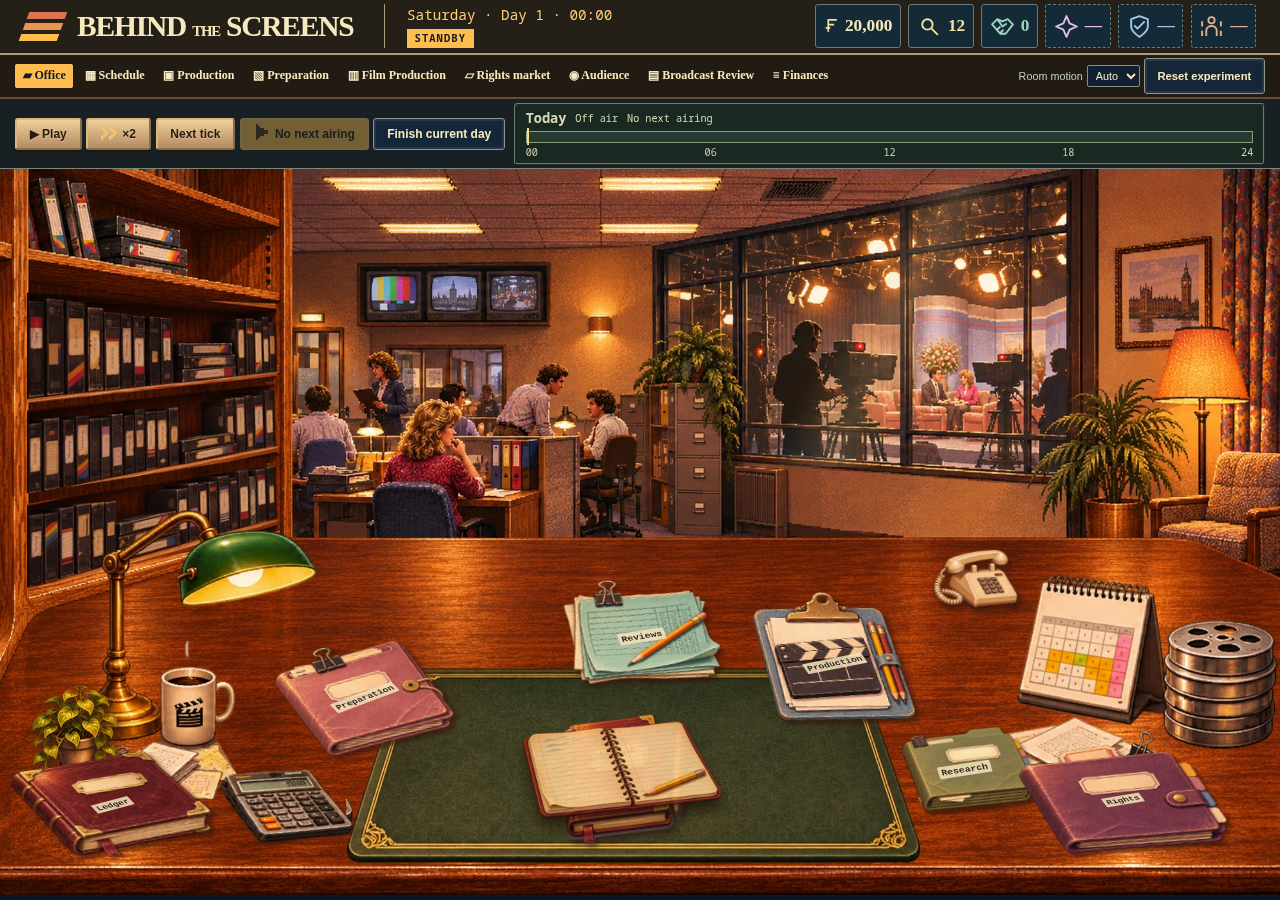 BEHIND THE SCREENS
Saturday · Day 1 · 00:00
STANDBY
20,000
12
0
—
—
—
Office
Schedule
Production
Preparation
Film Production
Rights market
Audience
Broadcast Review
Finances
Room motion
Auto
Reset experiment
Play
×2
Next tick
No next airing
Finish current day
Today Off air No next airing
00 06 12 18 24
Reviews
Production
Preparation
Research
Ledger
Rights